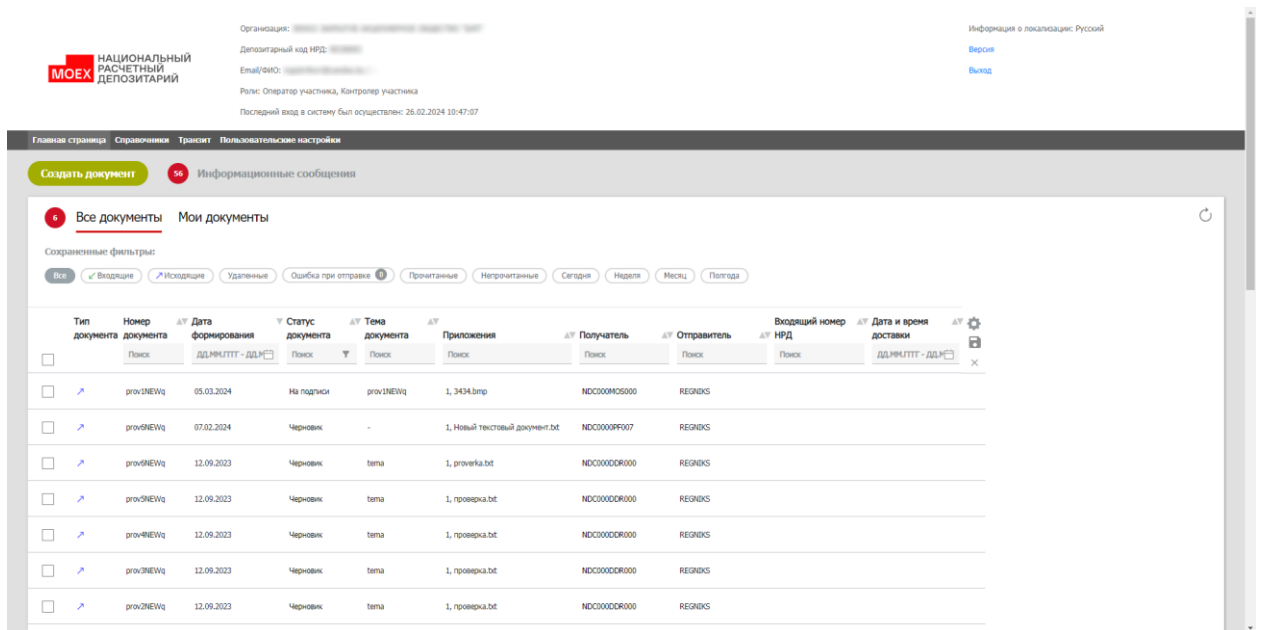 Организация:
Информация о локализации: Русский
Депозитарный код НРД:
Версия
Email/ФИО:
Выход
MOEX НАЦИОНАЛЬНЫЙ РАСЧЕТНЫЙ ДЕПОЗИТАРИЙ
Роли: Оператор участника, Контролер участника
Последний вход в систему был осуществлен: 26.02.2024 10:47:07
Главная страница Справочники Транзит Пользовательские настройки
Создать документ 56 Информационные сообщения
6 Все документы Мои документы
Сохраненные фильтры:
Все Входящие Исходящие Удаленные Ошибка при отправке 0 Прочитанные Непрочитанные Сегодня Неделя Месяц Полгода
Тип документа Номер документа Дата формирования Статус документа Тема документа Приложения Получатель Отправитель Входящий номер НРД Дата и время доставки
Поиск ДД.ММ.ГГГГ - ДД.М Поиск Поиск Поиск Поиск Поиск Поиск ДД.ММ.ГГГГ - ДД.М
prov1NEWq 05.03.2024 На подписи prov1NEWq 1, 3434.bmp NDC000MOS000 REGNIKS
prov6NEWq 07.02.2024 Черновик - 1, Новый текстовый документ.txt NDC0000PF007 REGNIKS
prov6NEWq 12.09.2023 Черновик tema 1, proverka.txt NDC000DDR000 REGNIKS
prov5NEWq 12.09.2023 Черновик tema 1, проверка.txt NDC000DDR000 REGNIKS
prov4NEWq 12.09.2023 Черновик tema 1, проверка.txt NDC000DDR000 REGNIKS
prov3NEWq 12.09.2023 Черновик tema 1, проверка.txt NDC000DDR000 REGNIKS
prov2NEWq 12.09.2023 Черновик tema 1, проверка.txt NDC000DDR000 REGNIKS